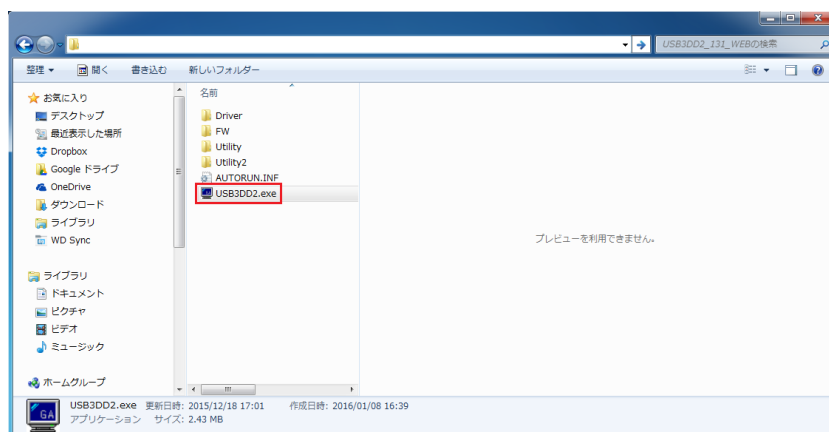 USB3DD2_131_WEBの検索
整理 開く 書き込む 新しいフォルダー
お気に入り
デスクトップ
最近表示した場所
Dropbox
Google ドライブ
OneDrive
ダウンロード
ライブラリ
WD Sync
ライブラリ
ドキュメント
ピクチャ
ビデオ
ミュージック
ホームグループ
名前
Driver
FW
Utility
Utility2
AUTORUN.INF
USB3DD2.exe
プレビューを利用できません。
GA
USB3DD2.exe 更新日時: 2015/12/18 17:01 作成日時: 2016/01/08 16:39
アプリケーション サイズ: 2.43 MB